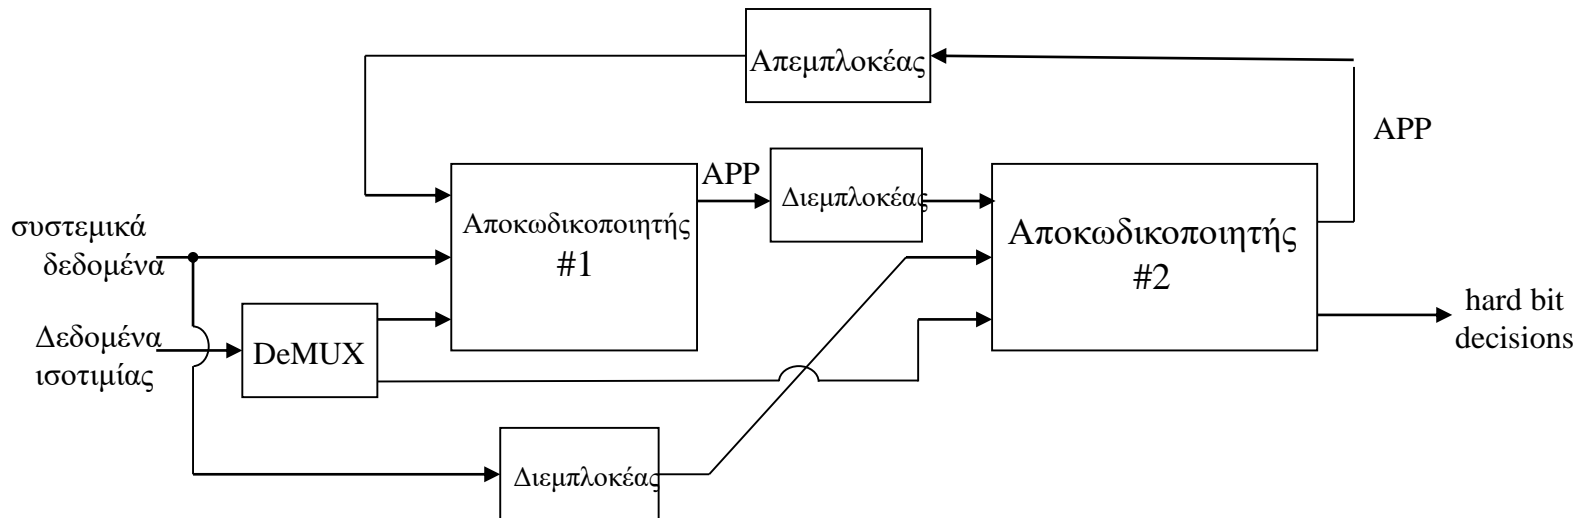 Απεμπλοκέας
APP
APP
Διεμπλοκέας
Αποκωδικοποιητής
#1
Αποκωδικοποιητής
#2
συστεμικά
δεδομένα
Δεδομένα
ισοτιμίας
DeMUX
hard bit
decisions
Διεμπλοκέας